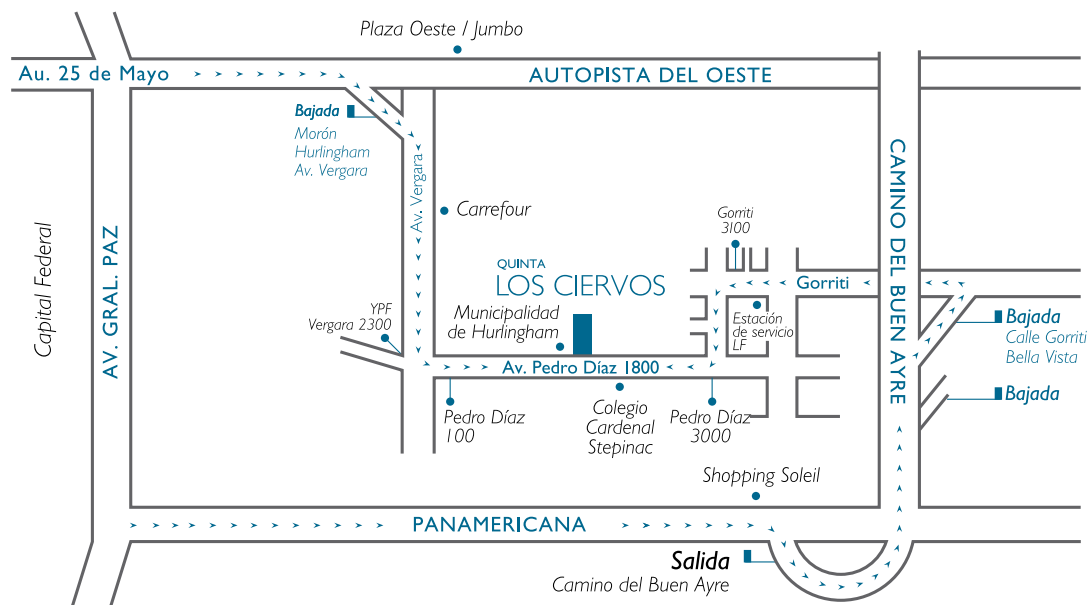 Plaza Oeste / Jumbo
Au. 25 de Mayo
AUTOPISTA DEL OESTE
Bajada
Morón
Hurlingham
Av. Vergara
Av. Vergara
Carrefour
Capital Federal
AV. GRAL. PAZ
CAMINO DEL BUEN AYRE
Gorriti
3100
QUINTA
LOS CIERVOS
Gorriti
YPF
Vergara 2300
Municipalidad
de Hurlingham
Estación
de servicio
LF
Bajada
Calle Gorriti
Bella Vista
Av. Pedro Díaz 1800
Bajada
Pedro Díaz
100
Colegio
Cardenal
Stepinac
Pedro Díaz
3000
Shopping Soleil
PANAMERICANA
Salida
Camino del Buen Ayre